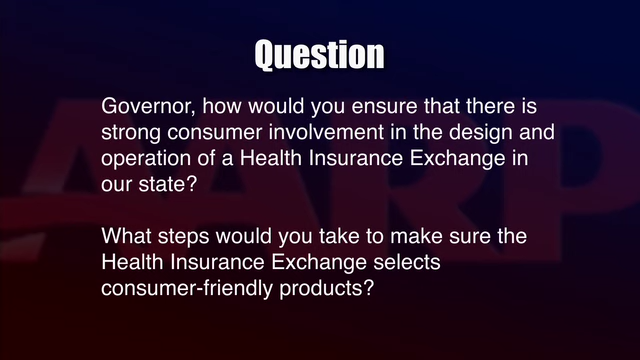 Question
Governor, how would you ensure that there is
strong consumer involvement in the design and
operation of a Health Insurance Exchange in
our state?
What steps would you take to make sure the
Health Insurance Exchange selects
consumer-friendly products?
AARP